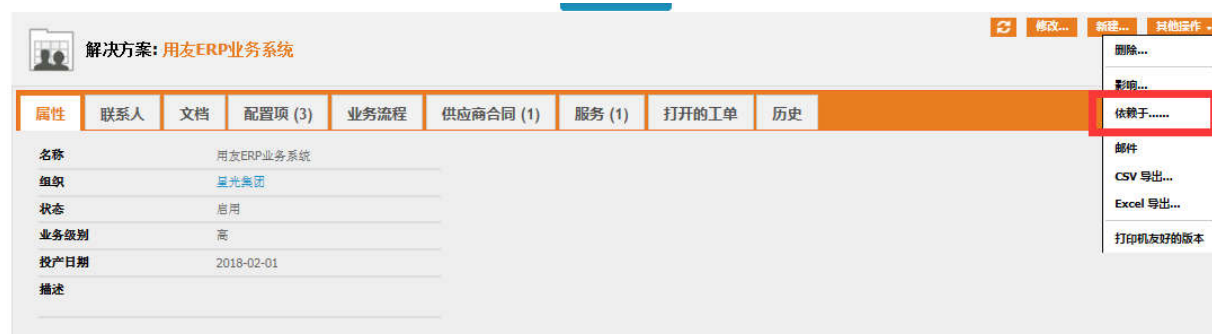 解决方案: 用友ERP业务系统
修改... 新建... 其他操作
删除...
影响...
依赖于......
邮件
CSV 导出...
Excel 导出...
打印机友好的版本
属性 联系人 文档 配置项 (3) 业务流程 供应商合同 (1) 服务 (1) 打开的工单 历史
名称 用友ERP业务系统
组织 星光集团
状态 启用
业务级别 高
投产日期 2018-02-01
描述